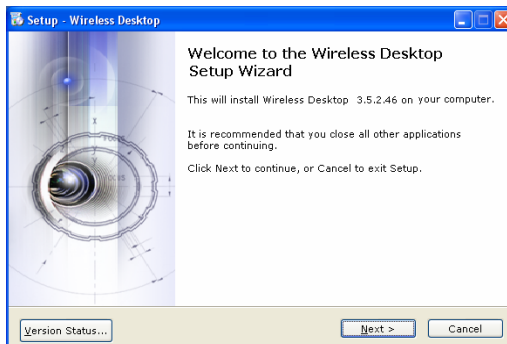 Setup - Wireless Desktop
Welcome to the Wireless Desktop
Setup Wizard
This will install Wireless Desktop 3.5.2.46 on your computer.
It is recommended that you close all other applications
before continuing.
Click Next to continue, or Cancel to exit Setup.
Version Status...
Next >
Cancel